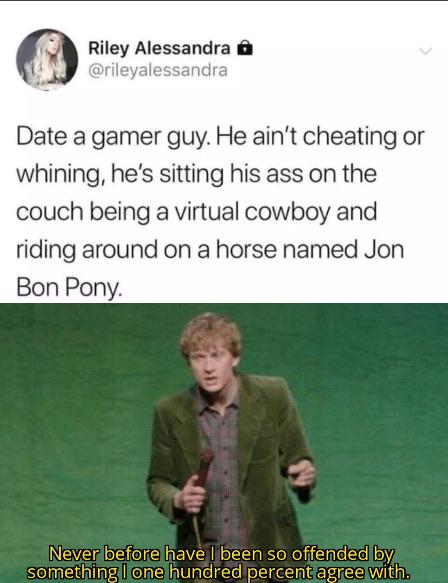 Riley Alessandra
@rileyalessandra
Date a gamer guy. He ain't cheating or
whining, he's sitting his ass on the
couch being a virtual cowboy and
riding around on a horse named Jon
Bon Pony.
Never before have I been so offended by
something I one hundred percent agree with.